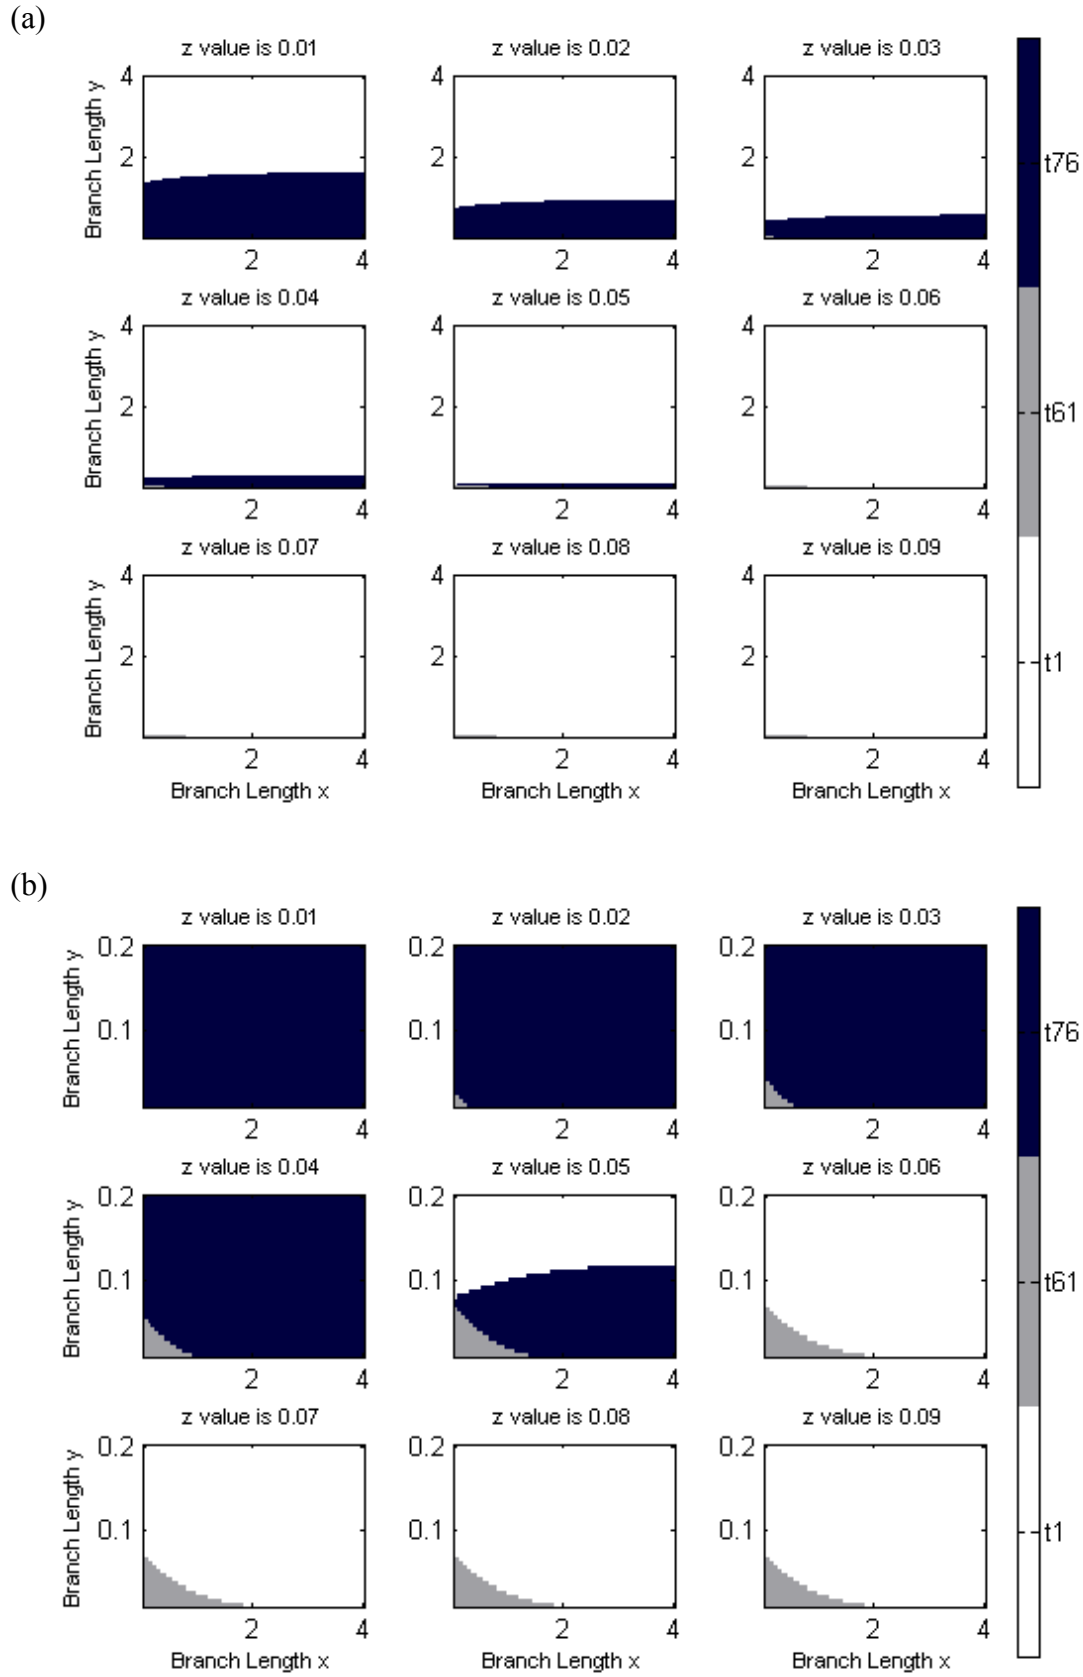 (a)
z value is 0.01
z value is 0.02
z value is 0.03
Branch Length y
4
2
2
4
4
2
2
4
4
2
2
4
z value is 0.04
z value is 0.05
z value is 0.06
Branch Length y
4
2
2
4
4
2
2
4
4
2
2
4
z value is 0.07
z value is 0.08
z value is 0.09
Branch Length y
4
2
2
4
4
2
2
4
4
2
2
4
Branch Length x
Branch Length x
Branch Length x
t76
t61
t1
(b)
z value is 0.01
z value is 0.02
z value is 0.03
Branch Length y
0.2
0.1
2
4
0.2
0.1
2
4
0.2
0.1
2
4
z value is 0.04
z value is 0.05
z value is 0.06
Branch Length y
0.2
0.1
2
4
0.2
0.1
2
4
0.2
0.1
2
4
z value is 0.07
z value is 0.08
z value is 0.09
Branch Length y
0.2
0.1
2
4
0.2
0.1
2
4
0.2
0.1
2
4
Branch Length x
Branch Length x
Branch Length x
t76
t61
t1